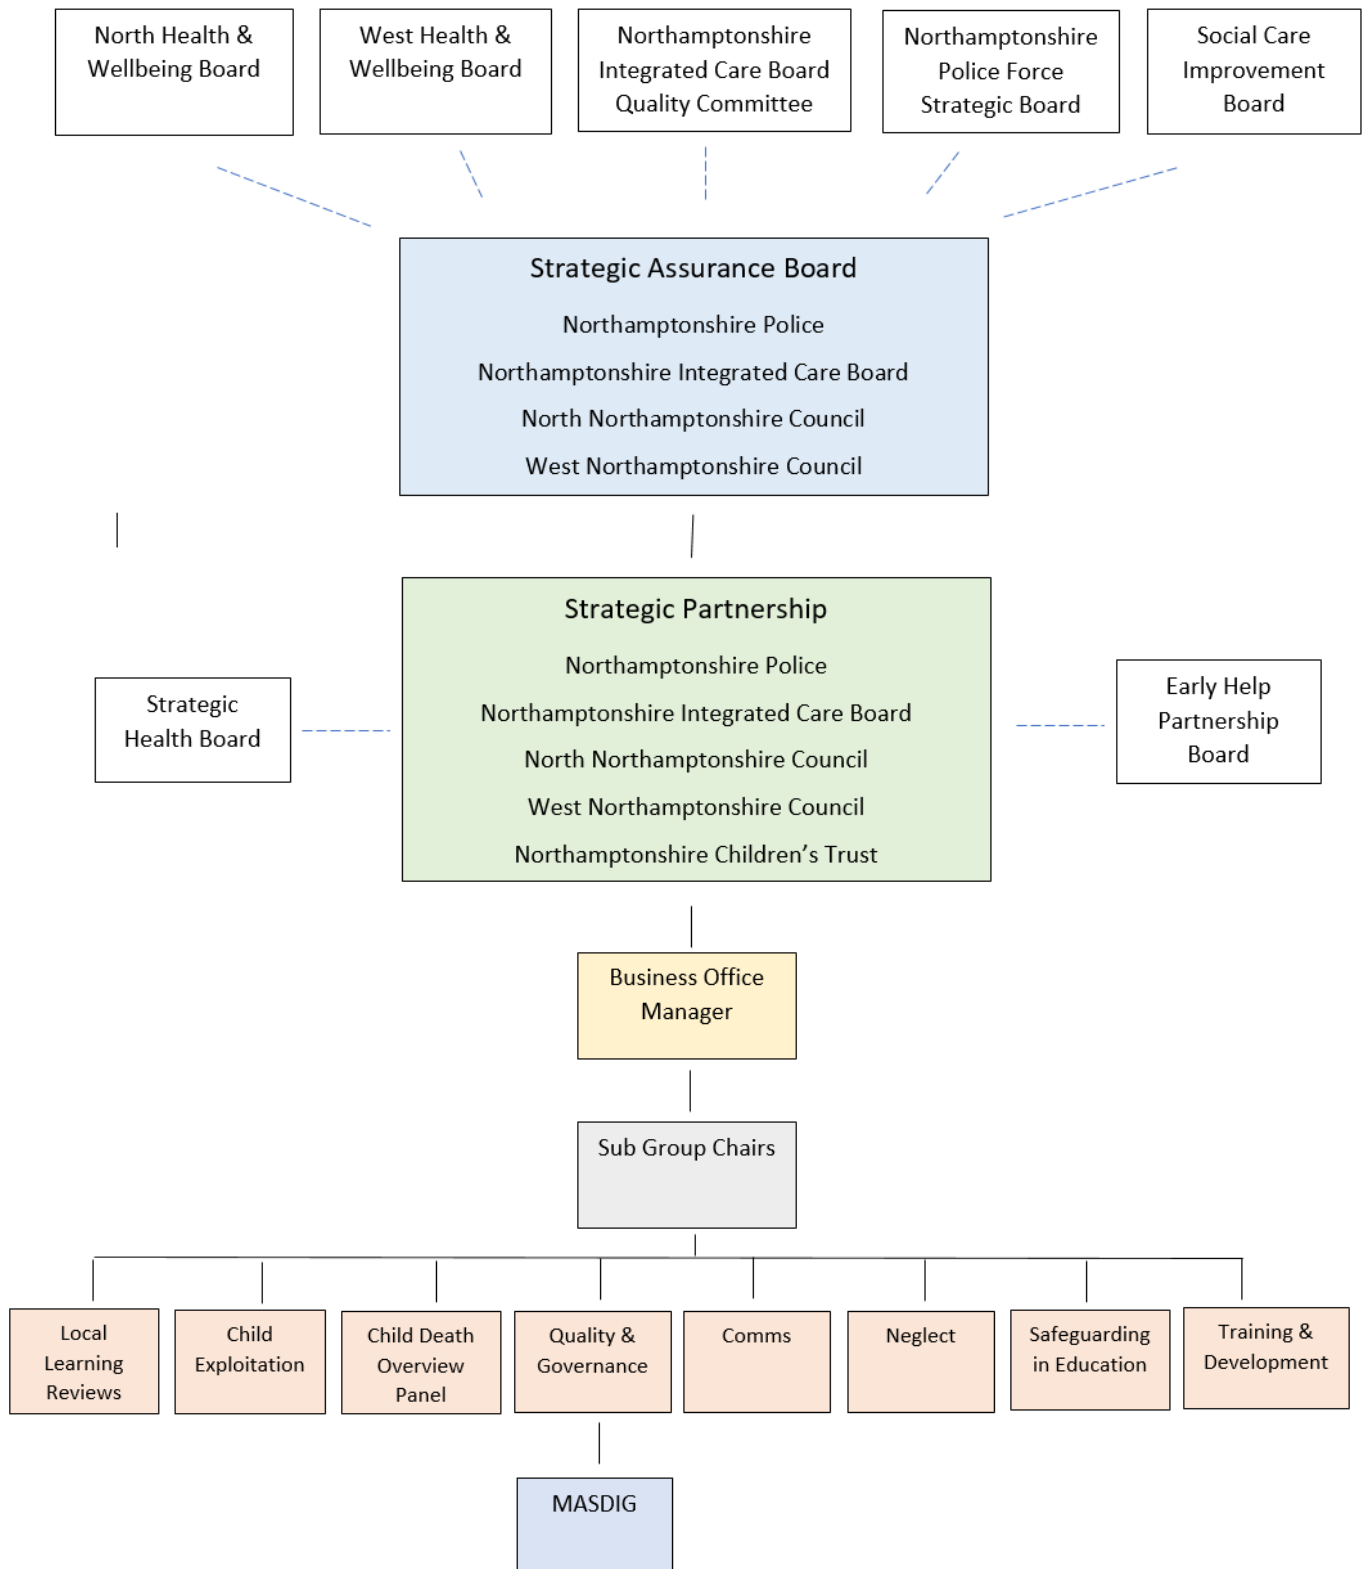 North Health &
Wellbeing Board
West Health &
Wellbeing Board
Northamptonshire
Integrated Care Board
Quality Committee
Northamptonshire
Police Force
Strategic Board
Social Care
Improvement
Board
Strategic Assurance Board
Northamptonshire Police
Northamptonshire Integrated Care Board
North Northamptonshire Council
West Northamptonshire Council
Strategic Partnership
Northamptonshire Police
Northamptonshire Integrated Care Board
North Northamptonshire Council
West Northamptonshire Council
Northamptonshire Children’s Trust
Strategic
Health Board
Early Help
Partnership
Board
Business Office
Manager
Sub Group Chairs
Local
Learning
Reviews
Child
Exploitation
Child Death
Overview
Panel
Quality &
Governance
Comms
Neglect
Safeguarding
in Education
Training &
Development
MASDIG